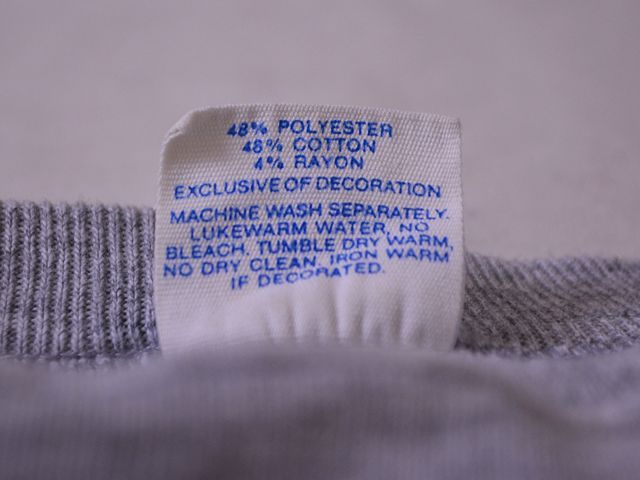 48% POLYESTER
48% COTTON
4% RAYON
EXCLUSIVE OF DECORATION
MACHINE WASH SEPARATELY.
LUKEWARM WATER, NO
BLEACH. TUMBLE DRY WARM,
NO DRY CLEAN. IRON WARM
IF DECORATED.